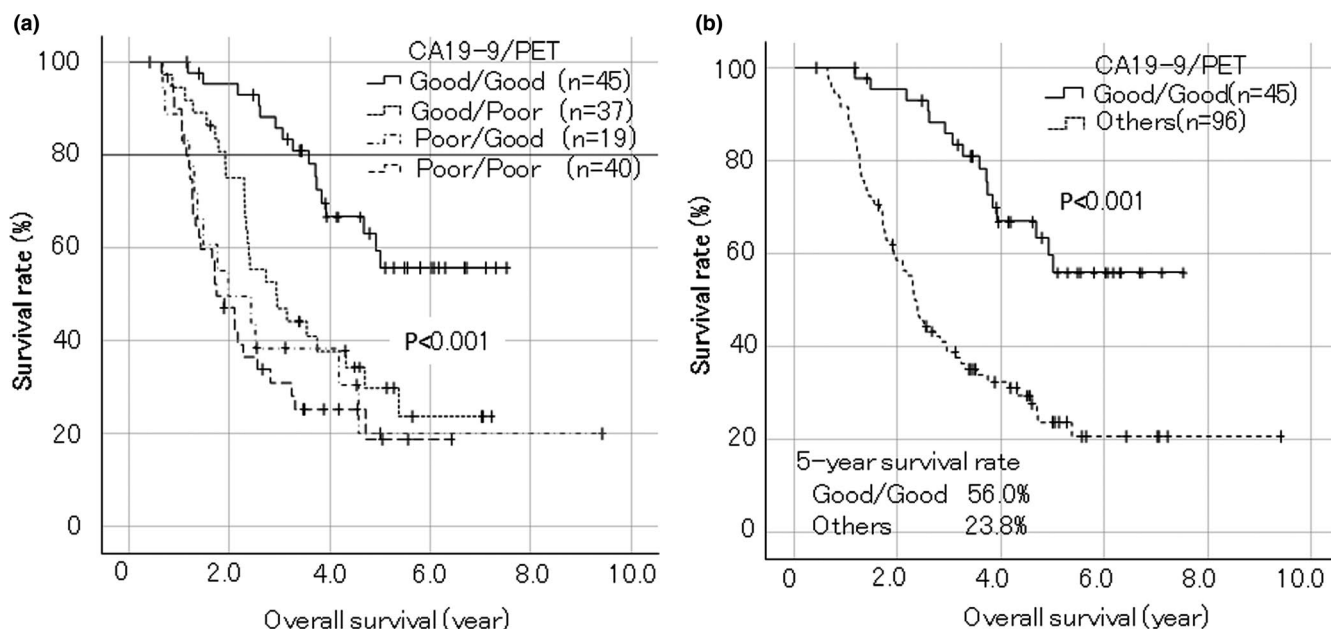 (a)
CA19-9/PET
Good/Good (n=45)
Good/Poor (n=37)
Poor/Good (n=19)
Poor/Poor (n=40)
100
80
60
40
20
0
Survival rate (%)
P<0.001
0 2.0 4.0 6.0 8.0 10.0
Overall survival (year)
(b)
CA19-9/PET
Good/Good(n=45)
Others(n=96)
100
80
60
40
20
0
Survival rate (%)
P<0.001
5-year survival rate
Good/Good 56.0%
Others 23.8%
0 2.0 4.0 6.0 8.0 10.0
Overall survival (year)